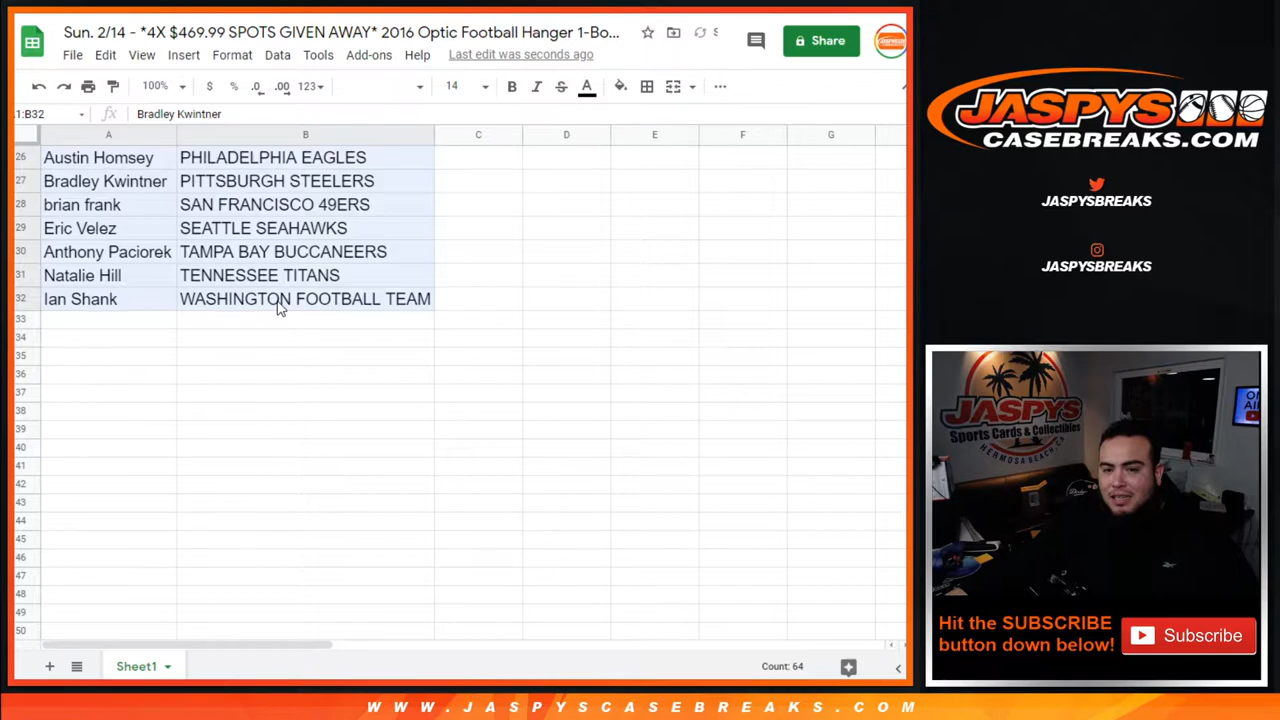 Sun. 2/14 - *4X $469.99 SPOTS GIVEN AWAY* 2016 Optic Football Hanger 1-Bo...
File Edit View Insert Format Data Tools Add-ons Help Last edit was seconds ago
Share
100% $ % .0 .00 123 14 B I S A
1:B32 fx Bradley Kwintner
A B C D E F G
26 Austin Homsey PHILADELPHIA EAGLES
27 Bradley Kwintner PITTSBURGH STEELERS
28 brian frank SAN FRANCISCO 49ERS
29 Eric Velez SEATTLE SEAHAWKS
30 Anthony Paciorek TAMPA BAY BUCCANEERS
31 Natalie Hill TENNESSEE TITANS
32 Ian Shank WASHINGTON FOOTBALL TEAM
33
34
35
36
37
38
39
40
41
42
43
44
45
46
47
48
49
50
Sheet1 Count: 64
JASPYS
CASEBREAKS.COM
JASPYSBREAKS
JASPYSBREAKS
JASPYS
Sports Cards & Collectibles
HERMOSA BEACH, CA
Hit the SUBSCRIBE
button down below!
Subscribe
WWW.JASPYSCASEBREAKS.COM